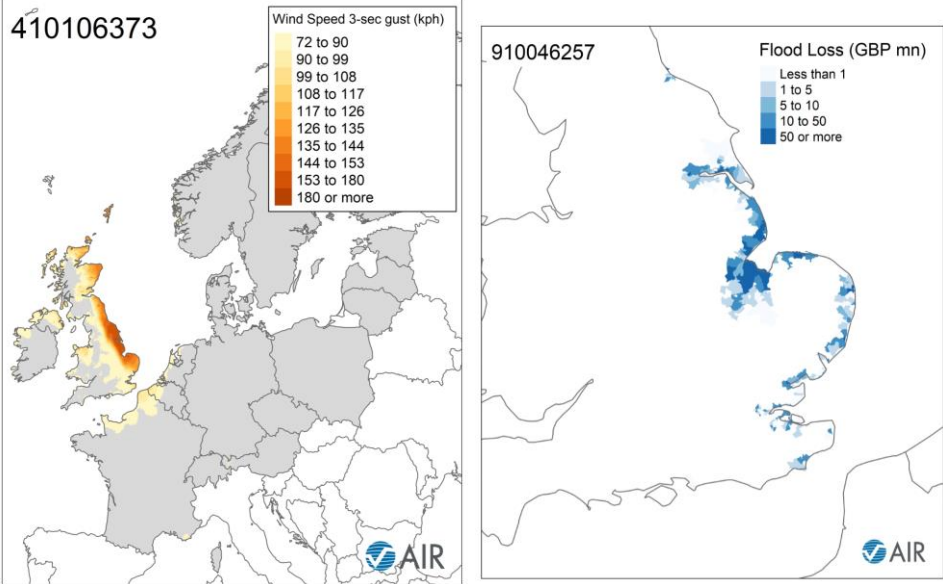 410106373
Wind Speed 3-sec gust (kph)
72 to 90
90 to 99
99 to 108
108 to 117
117 to 126
126 to 135
135 to 144
144 to 153
153 to 180
180 or more
AIR
910046257
Flood Loss (GBP mn)
Less than 1
1 to 5
5 to 10
10 to 50
50 or more
AIR